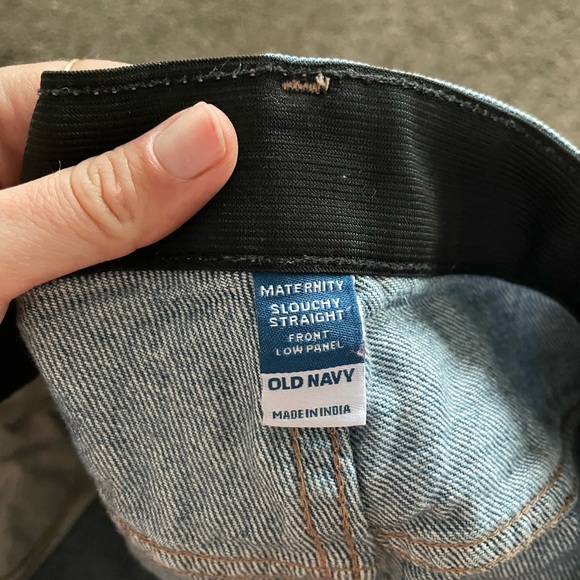 MATERNITY
SLOUCHY
STRAIGHT
FRONT
LOW PANEL
OLD NAVY
MADE IN INDIA